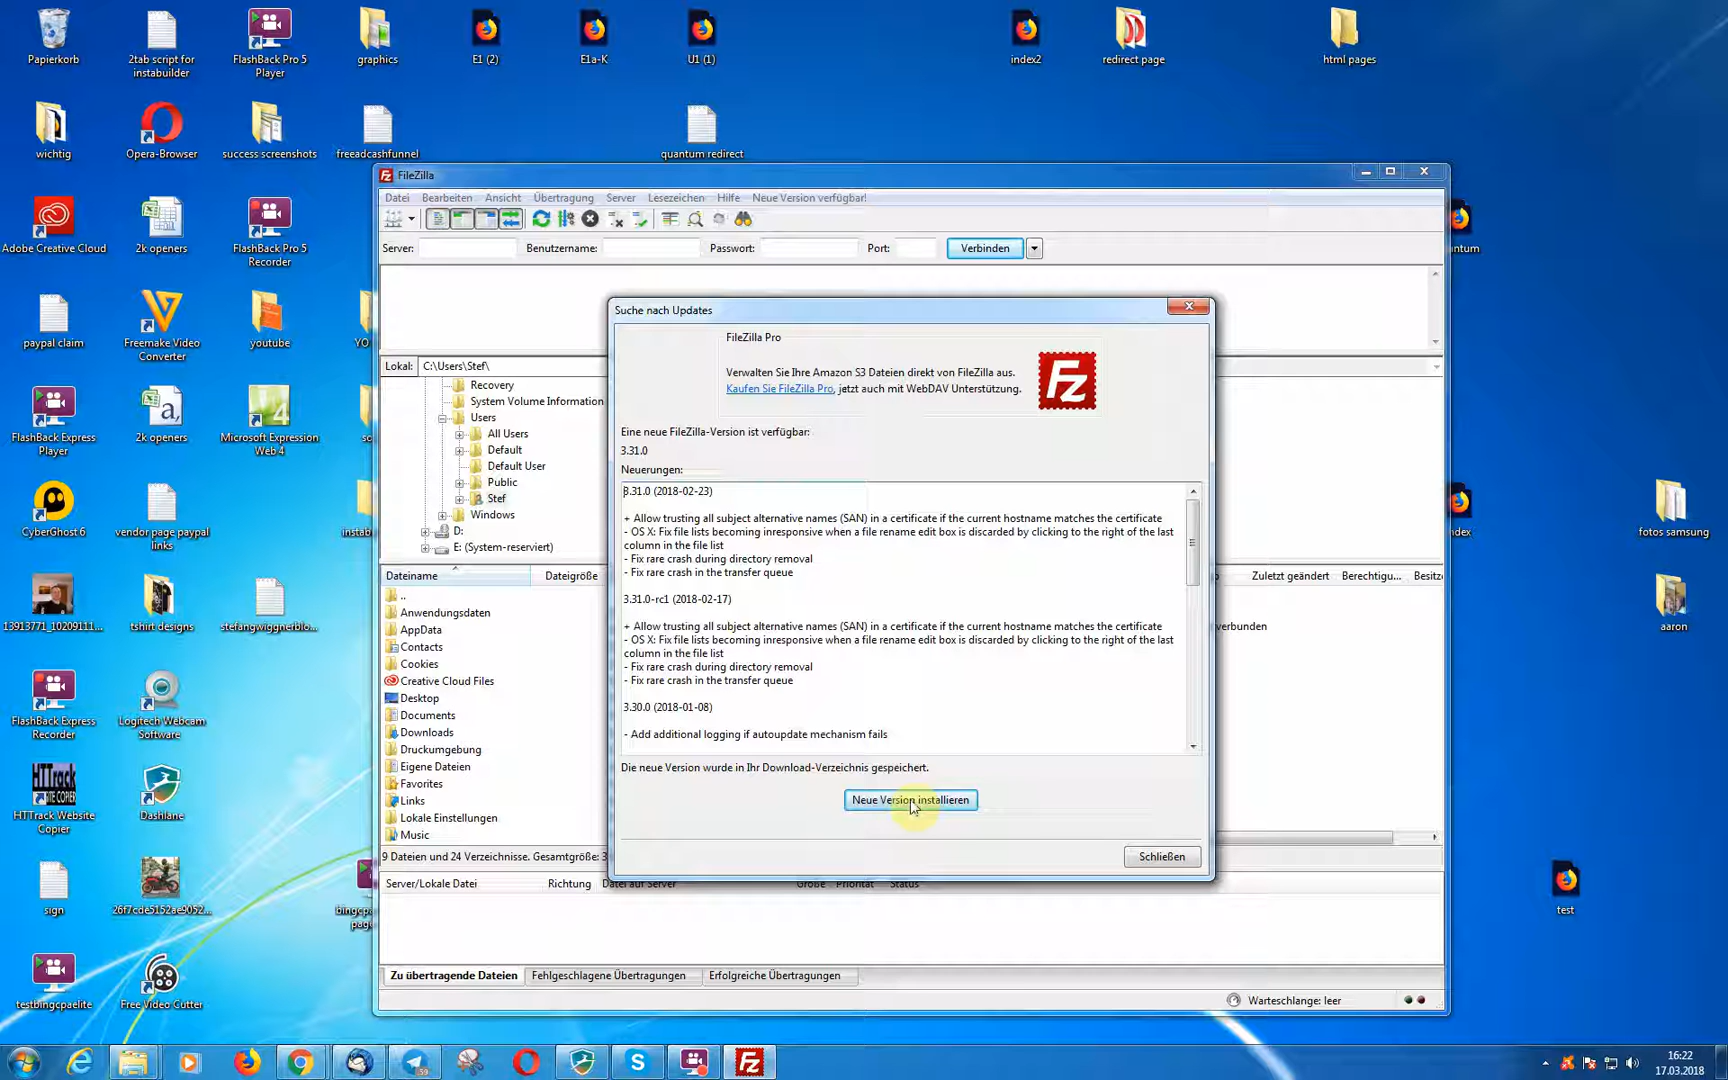 Papierkorb
2tab script for
instabuilder
FlashBack Pro 5
Player
graphics
E1 (2)
E1a-K
U1 (1)
index2
redirect page
html pages
wichtig
Opera-Browser
success screenshots
freeadcashfunnel
quantum redirect
Adobe Creative Cloud
2k openers
FlashBack Pro 5
Recorder
paypal claim
Freemake Video
Converter
youtube
FlashBack Express
Player
2k openers
Microsoft Expression
Web 4
CyberGhost 6
vendor page paypal
links
13913771_10209111...
tshirt designs
stefangwiggnerblo...
FlashBack Express
Recorder
Logitech Webcam
Software
HTTrack Website
Copier
Dashlane
sign
26f7cde5152ae9052...
testbingcpaelite
Free Video Cutter
fotos samsung
aaron
test
FileZilla
Datei Bearbeiten Ansicht Übertragung Server Lesezeichen Hilfe Neue Version verfügbar!
Server: Benutzername: Passwort: Port: Verbinden
Lokal: C:\Users\Stef\
Recovery
System Volume Information
Users
All Users
Default
Default User
Public
Stef
Windows
D:
E: (System-reserviert)
Dateiname Dateigröße
..
Anwendungsdaten
AppData
Contacts
Cookies
Creative Cloud Files
Desktop
Documents
Downloads
Druckumgebung
Eigene Dateien
Favorites
Links
Lokale Einstellungen
Music
9 Dateien und 24 Verzeichnisse. Gesamtgröße: 3
Zuletzt geändert Berechtigu... Besitze
verbunden
Server/Lokale Datei Richtung Datei auf Server Größe Priorität Status
Zu übertragende Dateien Fehlgeschlagene Übertragungen Erfolgreiche Übertragungen
Warteschlange: leer
Suche nach Updates
FileZilla Pro
Verwalten Sie Ihre Amazon S3 Dateien direkt von FileZilla aus.
Kaufen Sie FileZilla Pro, jetzt auch mit WebDAV Unterstützung.
Eine neue FileZilla-Version ist verfügbar:
3.31.0
Neuerungen:
3.31.0 (2018-02-23)
+ Allow trusting all subject alternative names (SAN) in a certificate if the current hostname matches the certificate
- OS X: Fix file lists becoming inresponsive when a file rename edit box is discarded by clicking to the right of the last
column in the file list
- Fix rare crash during directory removal
- Fix rare crash in the transfer queue
3.31.0-rc1 (2018-02-17)
+ Allow trusting all subject alternative names (SAN) in a certificate if the current hostname matches the certificate
- OS X: Fix file lists becoming inresponsive when a file rename edit box is discarded by clicking to the right of the last
column in the file list
- Fix rare crash during directory removal
- Fix rare crash in the transfer queue
3.30.0 (2018-01-08)
- Add additional logging if autoupdate mechanism fails
Die neue Version wurde in Ihr Download-Verzeichnis gespeichert.
Neue Version installieren
Schließen
59
16:22
17.03.2018